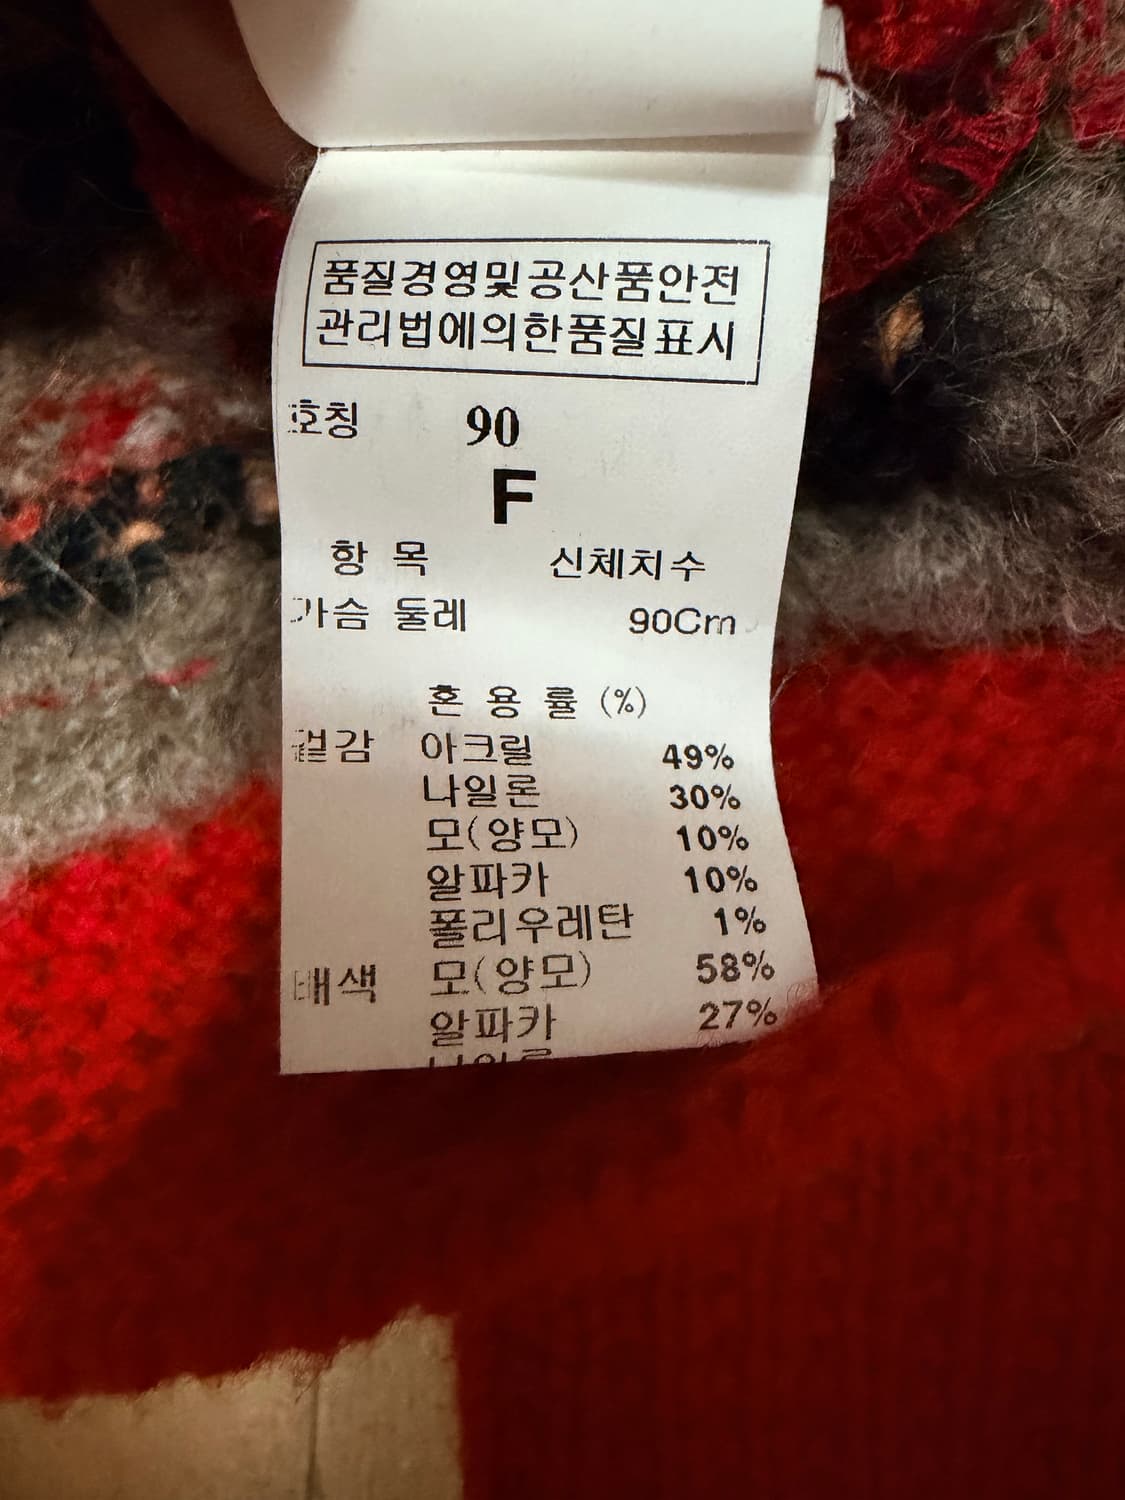 품질경영및공산품안전
관리법에의한품질표시
호칭 90
F
항 목 신체치수
가슴 둘레 90Cm
혼 용 률 (%)
겉감 아크릴 49%
나일론 30%
모(양모) 10%
알파카 10%
폴리우레탄 1%
배색 모(양모) 58%
알파카 27%